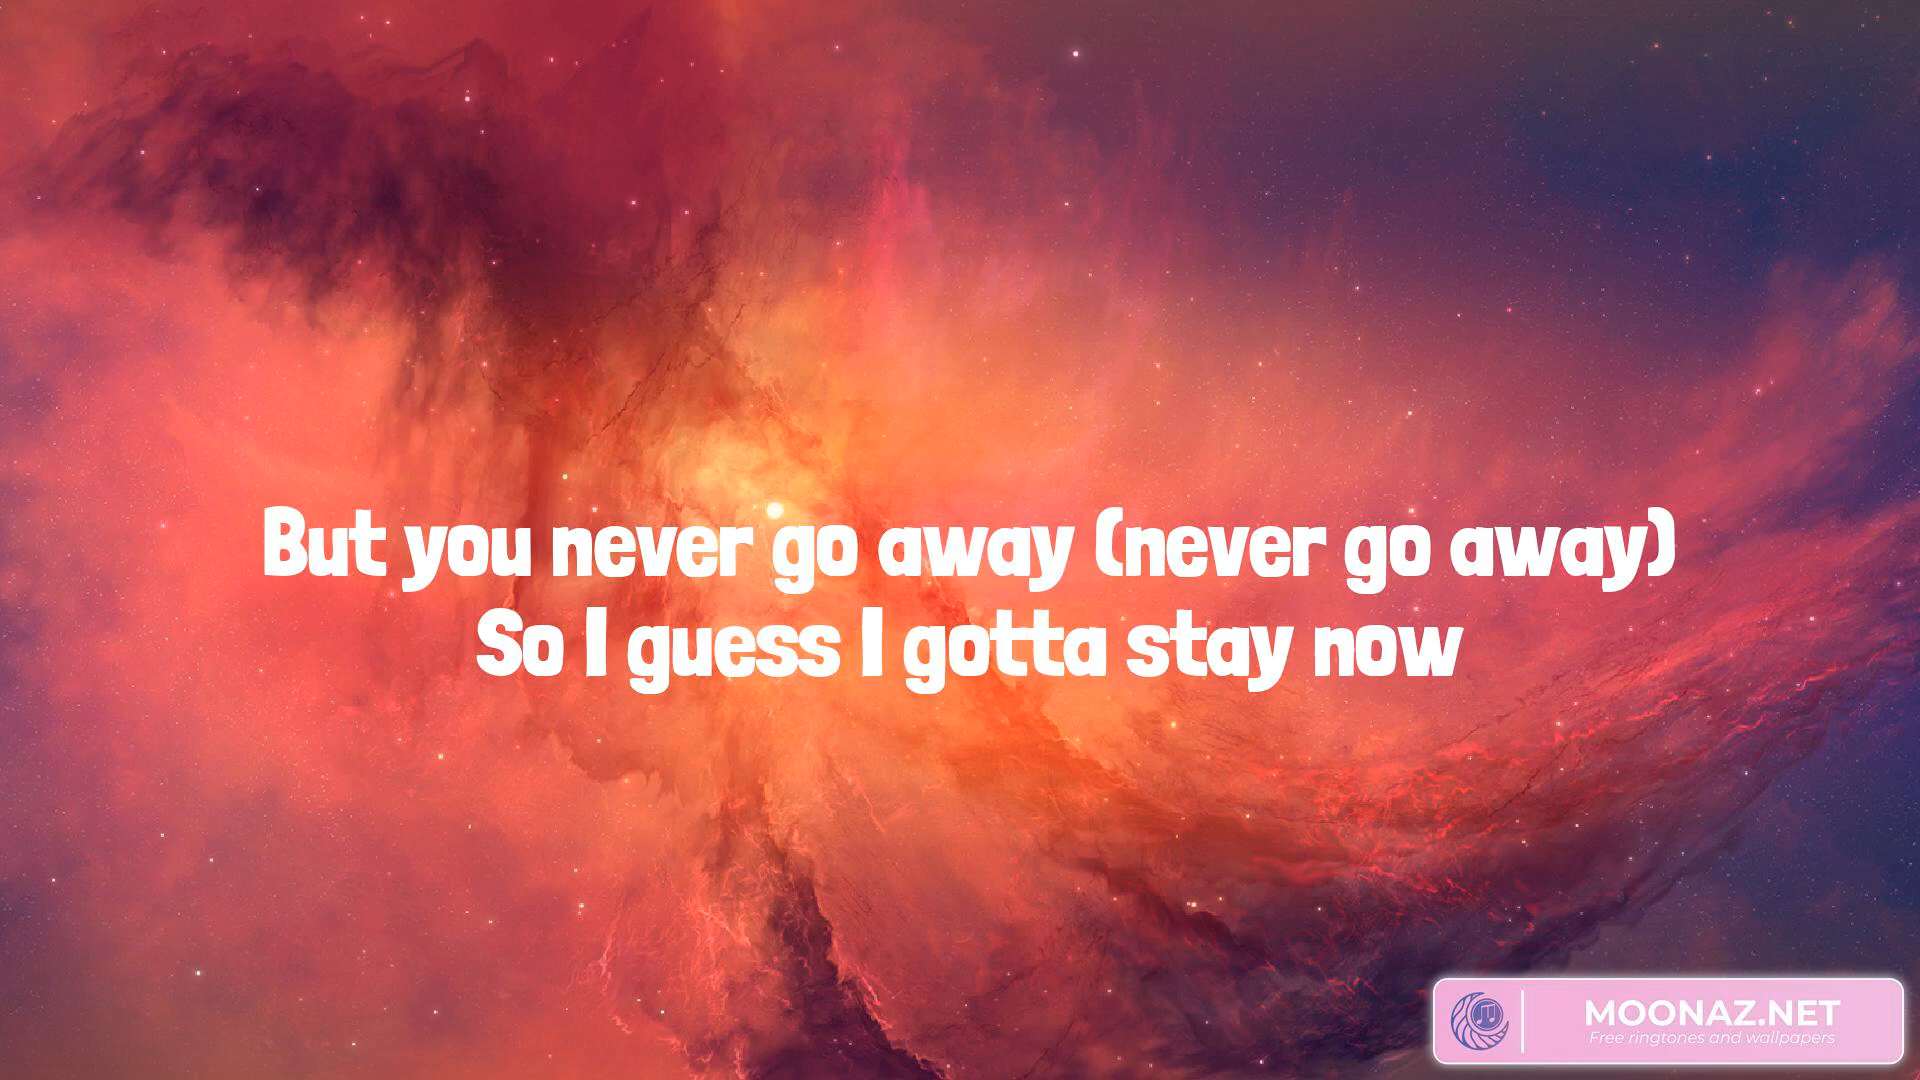 But you never go away (never go away)
So I guess I gotta stay now
MOONAZ.NET
Free ringtones and wallpapers